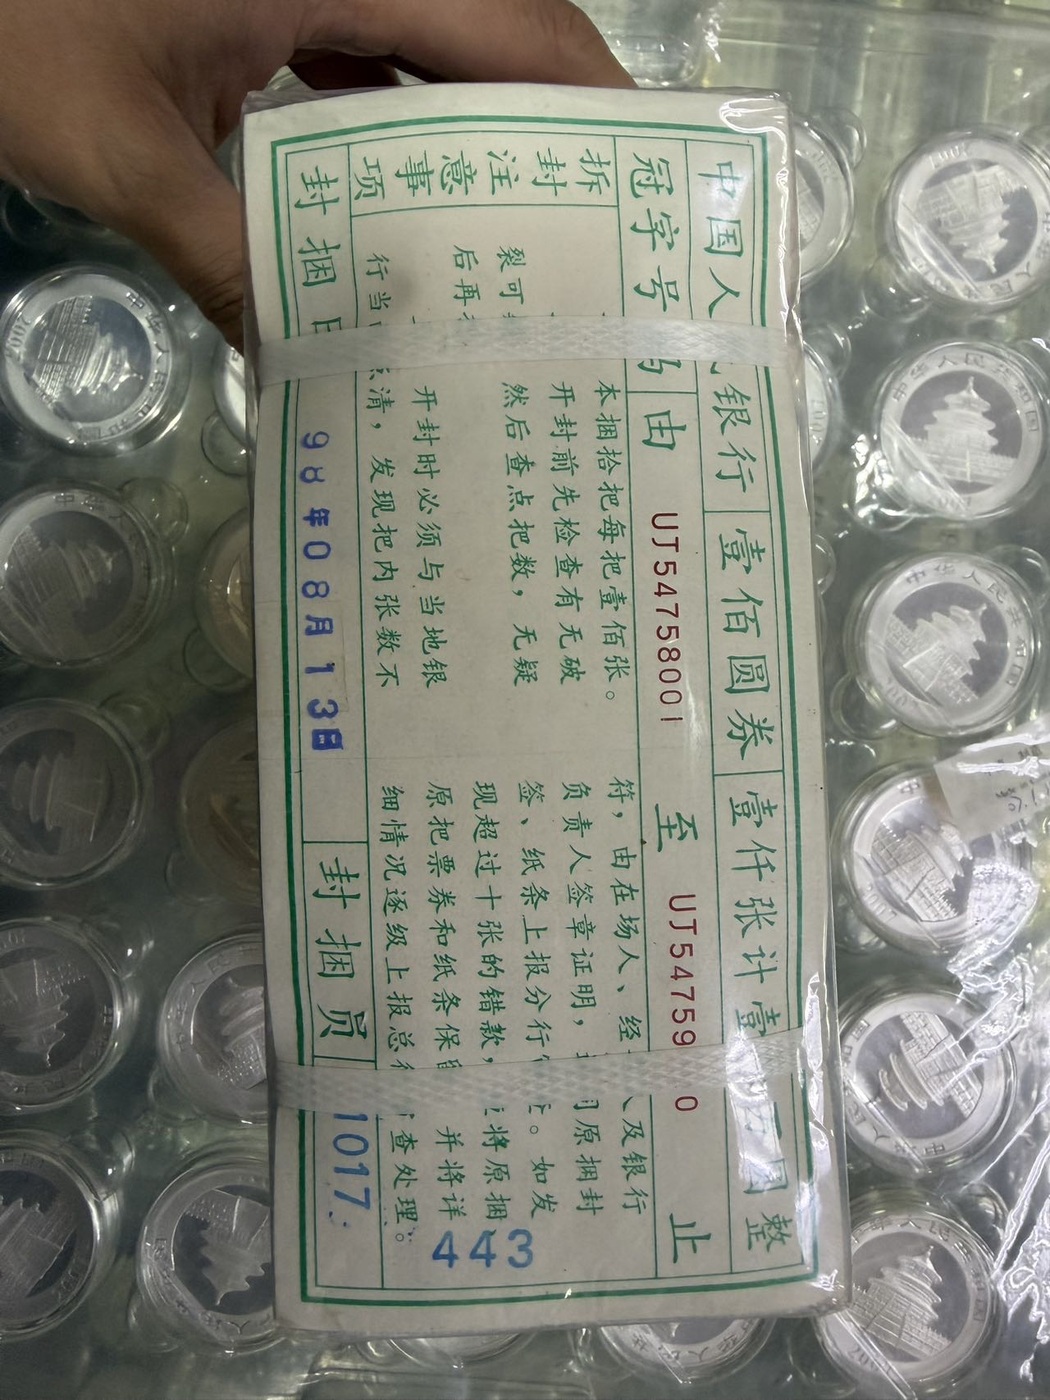 中国人民银行 壹佰圆券 壹仟张计壹 万圆整
冠字号码 由 UJ54758001 至 UJ54759 0 止
拆封注意事项
本捆拾把每把壹佰张。
开封前先检查有无破
裂可 然后查点把数，无疑
后再
开封时必须与当地银
行当 点清，发现把内张数不
符，由在场人、经 人及银行
负责人签章证明， 同原捆封
签、纸条上报分行 。如发
现超过十张的错款， 将原捆
原把票券和纸条保留 并将详
细情况逐级上报总行 查处理。
封捆日 98年08月13日 封捆员 1017
443